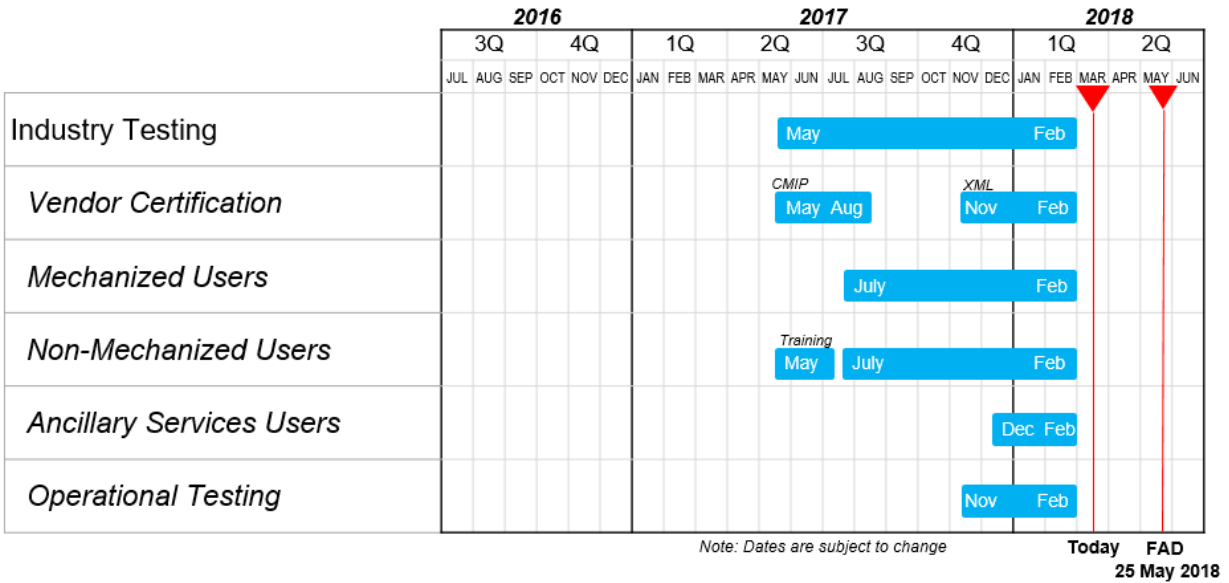 2016 2017 2018
3Q 4Q 1Q 2Q 3Q 4Q 1Q 2Q
JUL AUG SEP OCT NOV DEC JAN FEB MAR APR MAY JUN JUL AUG SEP OCT NOV DEC JAN FEB MAR APR MAY JUN
Industry Testing May Feb
CMIP XML
Vendor Certification May Aug Nov Feb
Mechanized Users July Feb
Training
Non-Mechanized Users May July Feb
Ancillary Services Users Dec Feb
Operational Testing Nov Feb
Note: Dates are subject to change Today FAD
25 May 2018